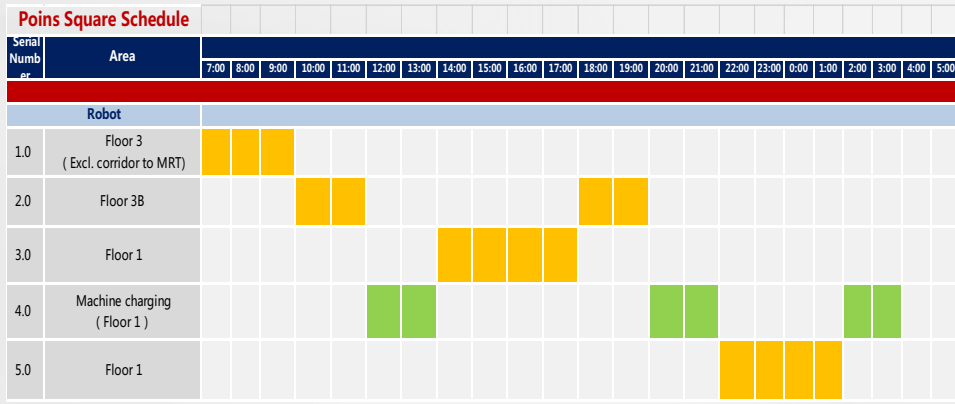 Poins Square Schedule
Serial
Numb
er
Area
7:00 8:00 9:00 10:00 11:00 12:00 13:00 14:00 15:00 16:00 17:00 18:00 19:00 20:00 21:00 22:00 23:00 0:00 1:00 2:00 3:00 4:00 5:00
Robot
1.0 Floor 3
( Excl. corridor to MRT)
2.0 Floor 3B
3.0 Floor 1
4.0 Machine charging
( Floor 1 )
5.0 Floor 1